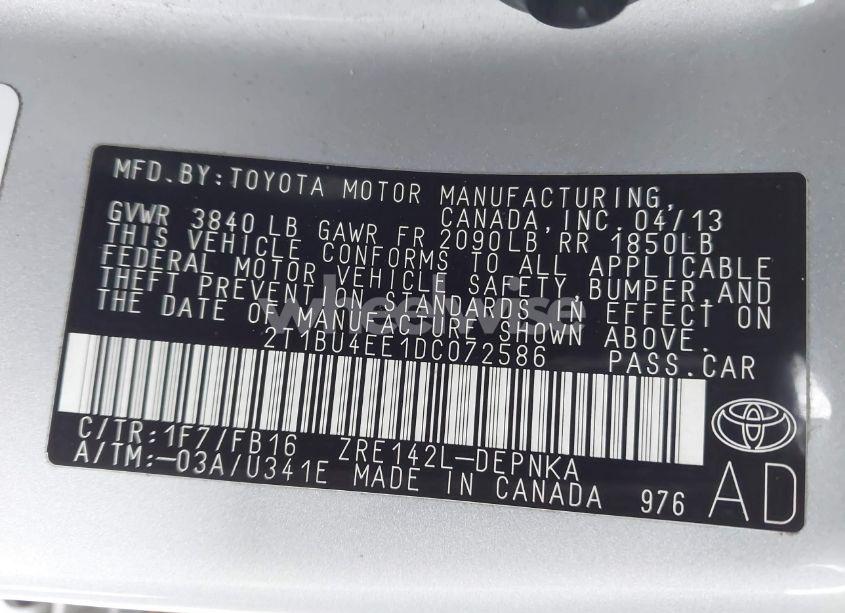 MFD.BY:TOYOTA MOTOR MANUFACTURING,
CANADA,INC. 04/13
GVWR 3840 LB GAWR FR 2090LB RR 1850LB
THIS VEHICLE CONFORMS TO ALL APPLICABLE
FEDERAL MOTOR VEHICLE SAFETY, BUMPER,AND
THEFT PREVENTION STANDARDS IN EFFECT ON
THE DATE OF MANUFACTURE SHOWN ABOVE.
wheelwise
2T1BU4EE1DC072586 PASS.CAR
C/TR:1F7/FB16 ZRE142L-DEPNKA
A/TM:-03A/U341E MADE IN CANADA 976 AD